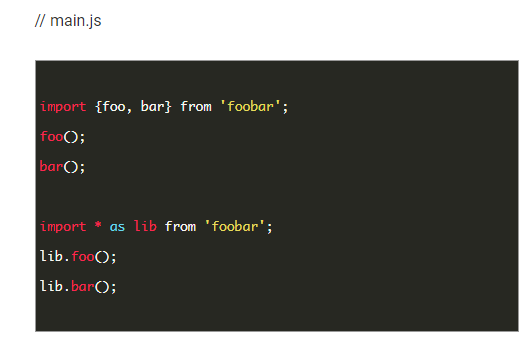 // main.js
import {foo, bar} from 'foobar';
foo();
bar();
import * as lib from 'foobar';
lib.foo();
lib.bar();